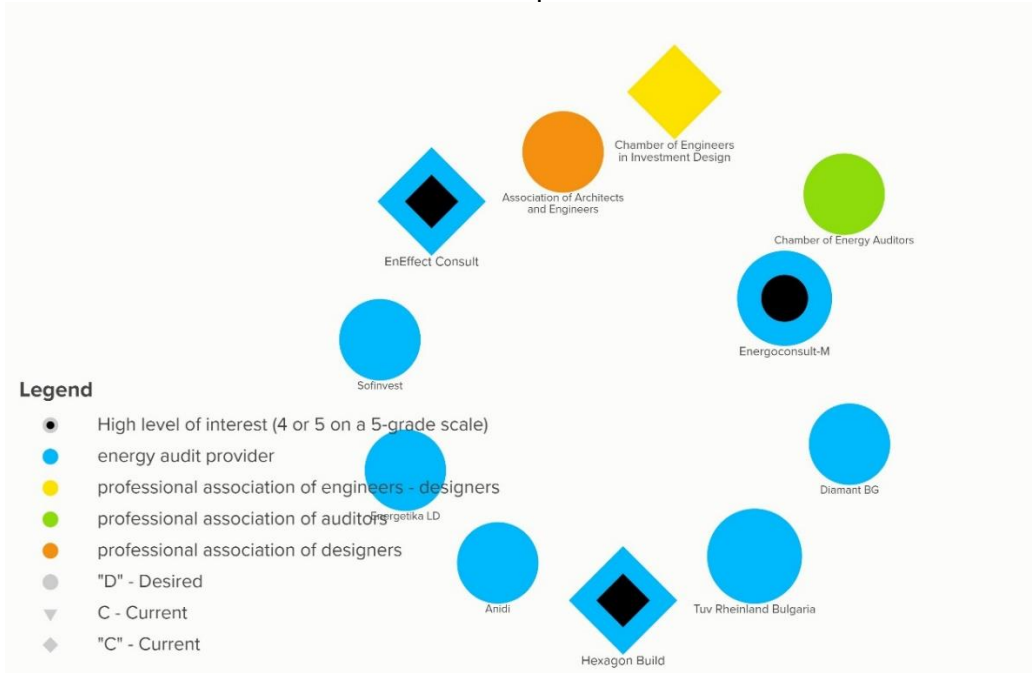 Chamber of Engineers
in Investment Design
Association of Architects
and Engineers
Chamber of Energy Auditors
EnEffect Consult
Energoconsult-M
Sofinvest
Legend
High level of interest (4 or 5 on a 5-grade scale)
energy audit provider
professional association of engineers - designers
Diamant BG
professional association of auditors
Energetika LD
professional association of designers
"D" - Desired
C - Current
"C" - Current
Anidi
Tuv Rheinland Bulgaria
Hexagon Build